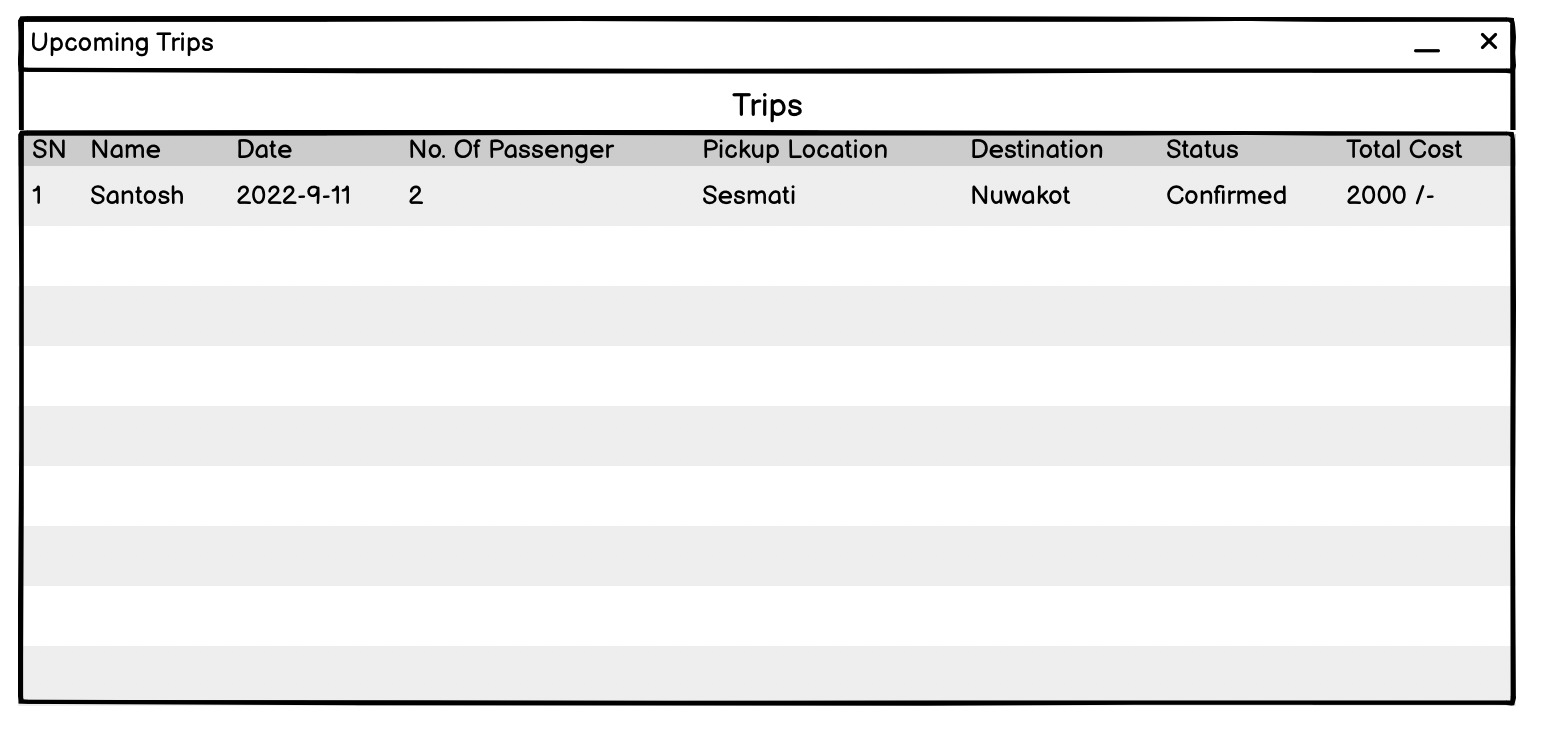 Upcoming Trips
Trips
SN Name Date No. Of Passenger Pickup Location Destination Status Total Cost
1 Santosh 2022-9-11 2 Sesmati Nuwakot Confirmed 2000 /-